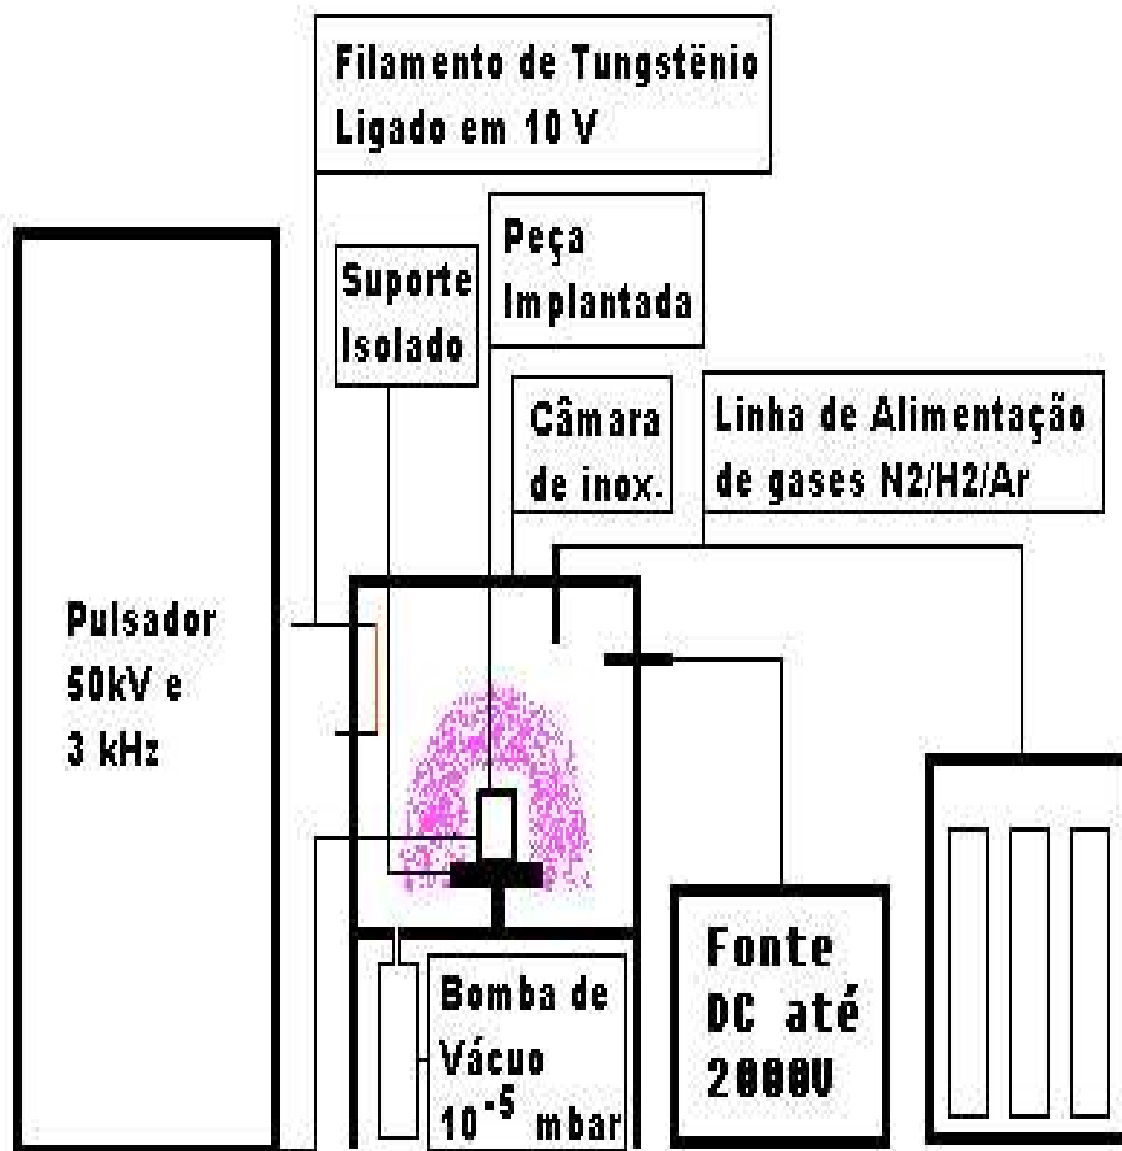 Filamento de Tungstënio
Ligado em 10 V
Peça
Implantada
Suporte
Isolado
Câmara
de inox.
Linha de Alimentação
de gases N2/H2/Ar
Pulsador
50kV e
3 kHz
Fonte
DC até
2000V
Bomba de
Vácuo
10⁻⁵ mbar